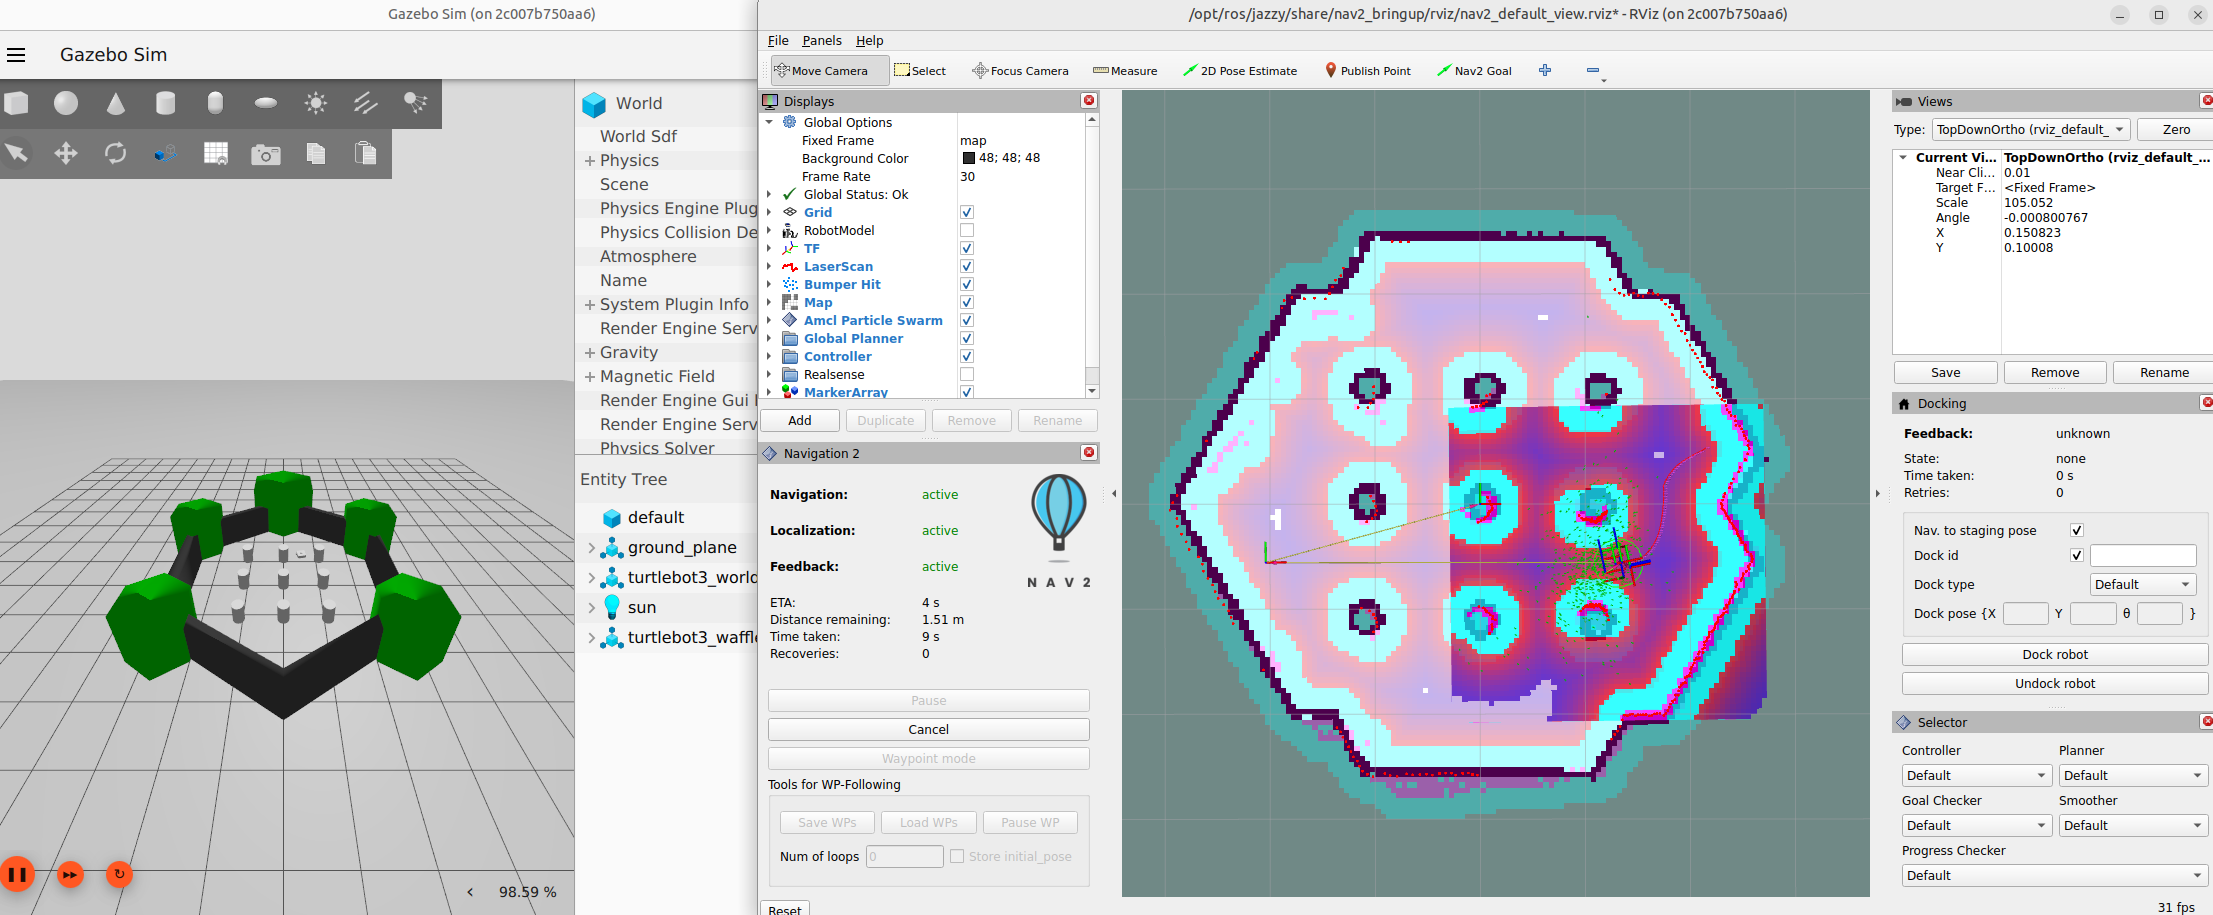 Gazebo Sim (on 2c007b750aa6)
/opt/ros/jazzy/share/nav2_bringup/rviz/nav2_default_view.rviz* - RViz (on 2c007b750aa6)
Gazebo Sim
World
World Sdf
Physics
Scene
Physics Engine Plug
Physics Collision De
Atmosphere
Name
System Plugin Info
Render Engine Serv
Gravity
Magnetic Field
Render Engine Gui
Render Engine Serv
Physics Solver
Entity Tree
default
ground_plane
turtlebot3_world
sun
turtlebot3_waffle
98.59 %
File Panels Help
Move Camera Select Focus Camera Measure 2D Pose Estimate Publish Point Nav2 Goal
Displays
Global Options
Fixed Frame map
Background Color 48; 48; 48
Frame Rate 30
Global Status: Ok
Grid
RobotModel
TF
LaserScan
Bumper Hit
Map
Amcl Particle Swarm
Global Planner
Controller
Realsense
MarkerArray
Add Duplicate Remove Rename
Navigation 2
Navigation: active
Localization: active
Feedback: active
NAV2
ETA: 4 s
Distance remaining: 1.51 m
Time taken: 9 s
Recoveries: 0
Pause
Cancel
Waypoint mode
Tools for WP-Following
Save WPs Load WPs Pause WP
Num of loops 0 Store initial_pose
Reset
Views
Type: TopDownOrtho (rviz_default_ Zero
Current Vi... TopDownOrtho (rviz_default_...
Near Cli... 0.01
Target F... <Fixed Frame>
Scale 105.052
Angle -0.000800767
X 0.150823
Y 0.10008
Save Remove Rename
Docking
Feedback: unknown
State: none
Time taken: 0 s
Retries: 0
Nav. to staging pose
Dock id
Dock type Default
Dock pose {X Y θ }
Dock robot
Undock robot
Selector
Controller Planner
Default Default
Goal Checker Smoother
Default Default
Progress Checker
Default
31 fps